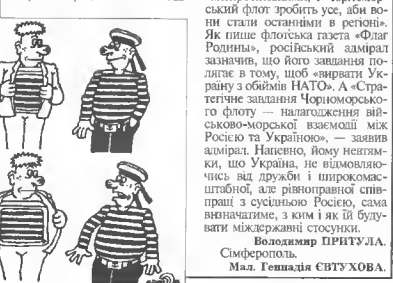 ський флот зробить усе, аби во-
ни стали останніми в регіоні».
Як пише флотська газета «Флаг
Родины», російський адмірал
зазначив, що його завдання по-
лягає в тому, щоб «вирвати Ук-
раїну з обіймів НАТО». А «Стра-
тегічне завдання Чорноморсько-
го флоту — налагодження вій-
ськово-морської взаємодії між
Росією та Україною», — заявив
адмірал. Напевно, йому невтям-
ки, що Україна, не відмовляю-
чись від дружби і широкомас-
штабної, але рівноправної спів-
праці з сусідньою Росією, сама
визначатиме, з ким і як їй буду-
вати міждержавні стосунки.
Володимир ПРИТУЛА.
Сімферополь.
Мал. Геннадія ЄВТУХОВА.